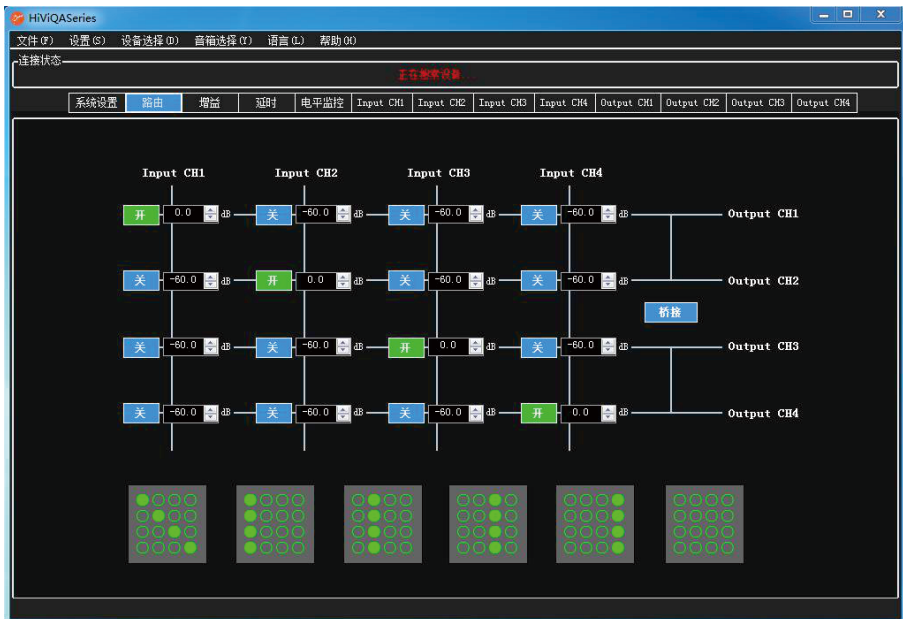 HiViQASeries
文件(F) 设置(S) 设备选择(D) 音箱选择(Y) 语言(L) 帮助(H)
连接状态
正在搜索设备...
系统设置 路由 增益 延时 电平监控 Input CH1 Input CH2 Input CH3 Input CH4 Output CH1 Output CH2 Output CH3 Output CH4
Input CH1 Input CH2 Input CH3 Input CH4
开 0.0 dB 关 -60.0 dB 关 -60.0 dB 关 -60.0 dB Output CH1
关 -60.0 dB 开 0.0 dB 关 -60.0 dB 关 -60.0 dB Output CH2
桥接
关 -60.0 dB 关 -60.0 dB 开 0.0 dB 关 -60.0 dB Output CH3
关 -60.0 dB 关 -60.0 dB 关 -60.0 dB 开 0.0 dB Output CH4